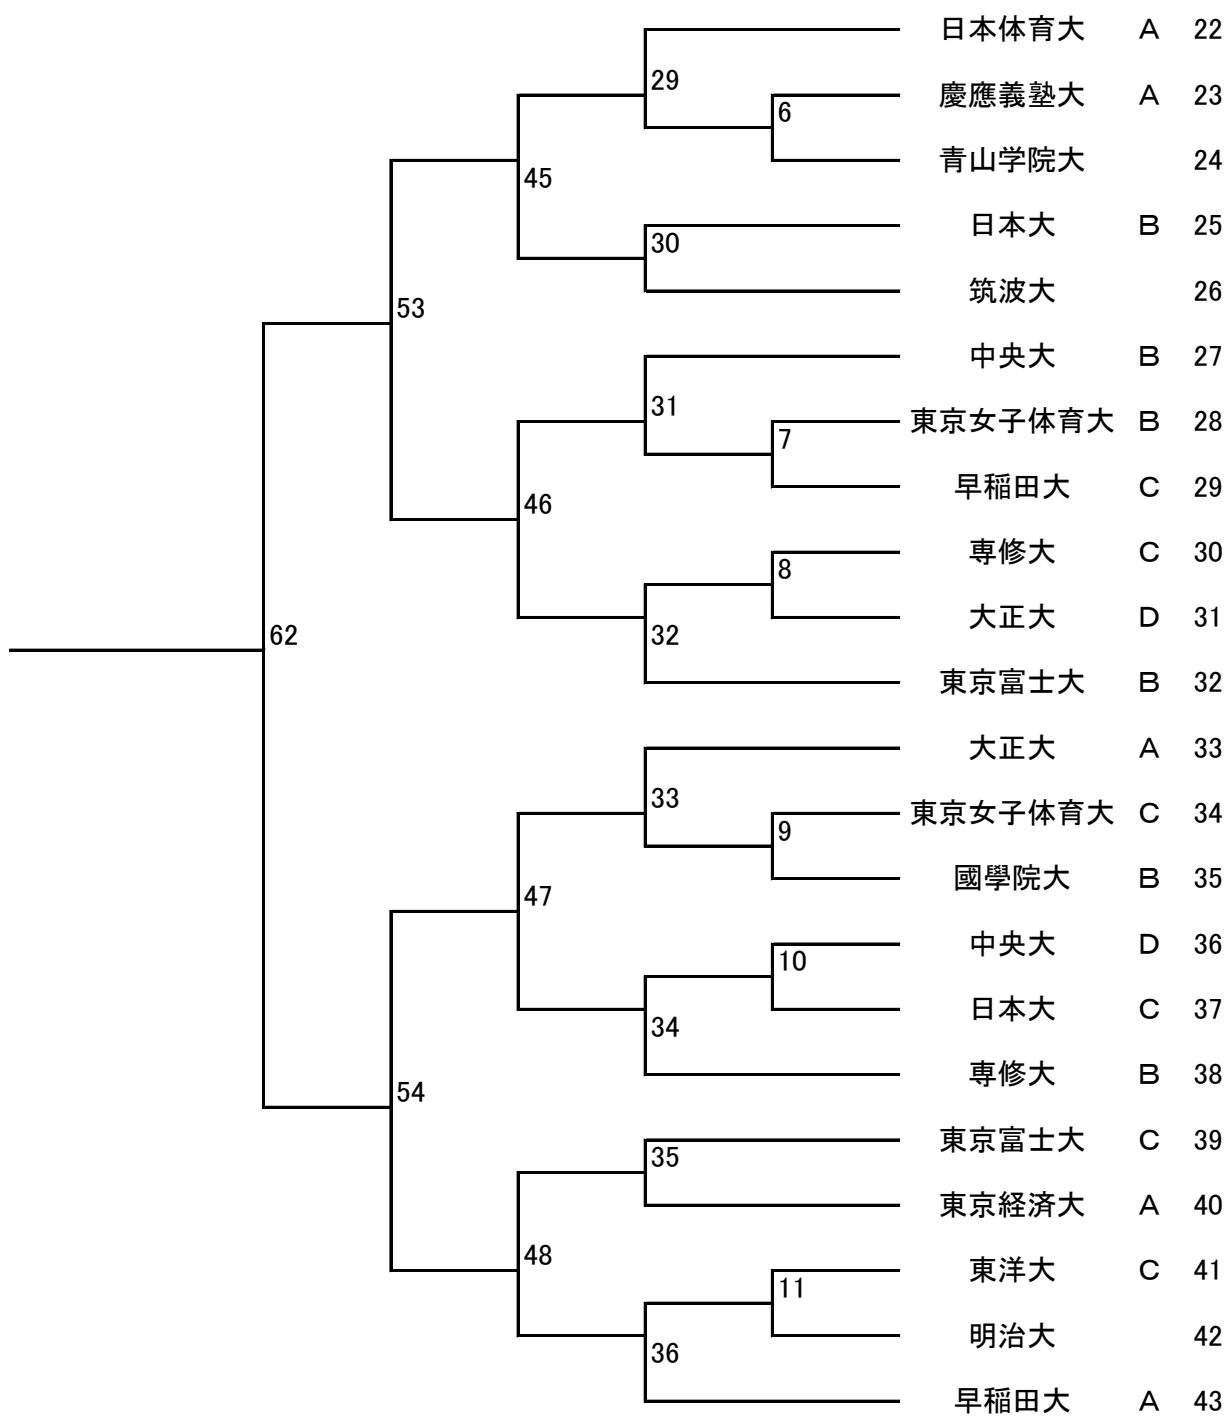 日本体育大 A 22
29
慶應義塾大 A 23
6
青山学院大 24
45
日本大 B 25
30
筑波大 26
53
中央大 B 27
31
東京女子体育大 B 28
7
早稲田大 C 29
46
専修大 C 30
8
大正大 D 31
62
32
東京富士大 B 32
大正大 A 33
33
東京女子体育大 C 34
9
國學院大 B 35
47
中央大 D 36
10
日本大 C 37
34
専修大 B 38
54
東京富士大 C 39
35
東京経済大 A 40
48
東洋大 C 41
11
明治大 42
36
早稲田大 A 43